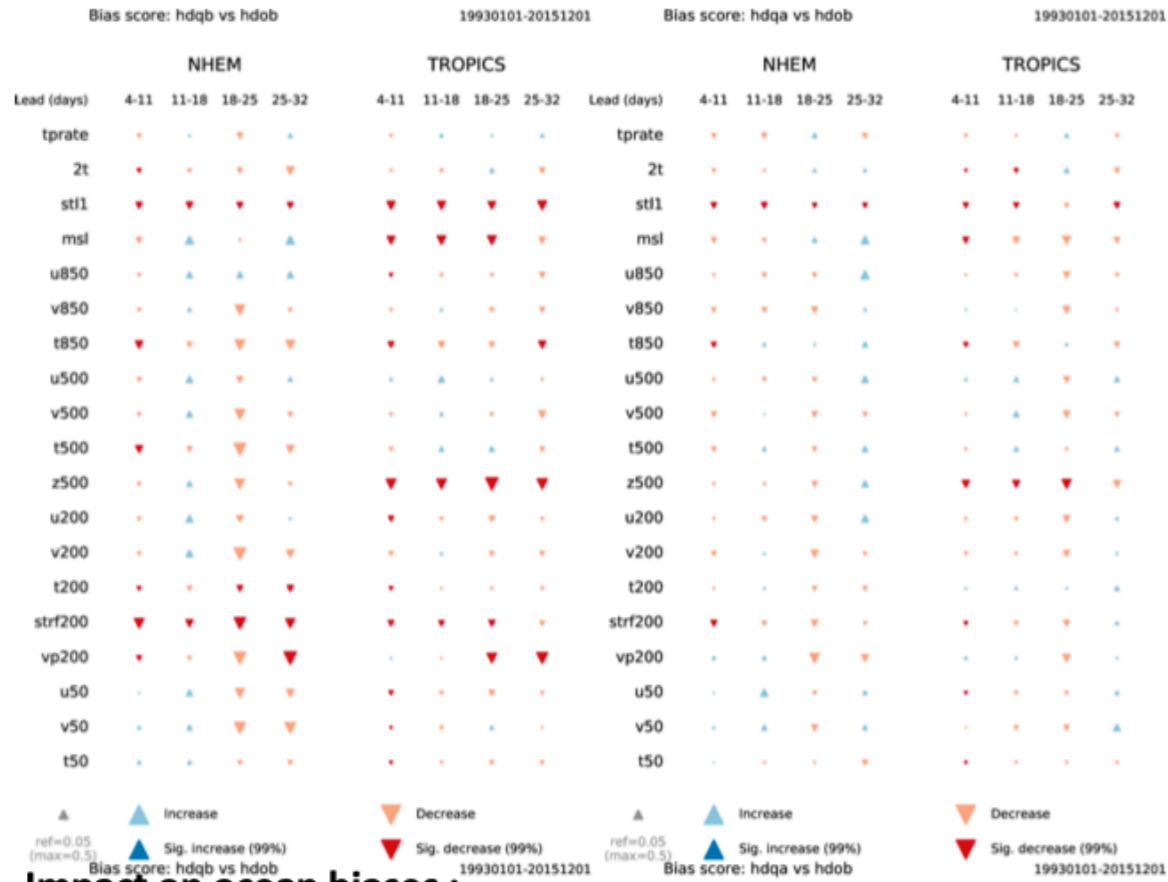 Bias score: hdqb vs hdob 19930101-20151201 Bias score: hdqa vs hdob 19930101-20151201
NHEM TROPICS NHEM TROPICS
Lead (days) 4-11 11-18 18-25 25-32 4-11 11-18 18-25 25-32 Lead (days) 4-11 11-18 18-25 25-32 4-11 11-18 18-25 25-32
tprate tprate
2t 2t
stl1 stl1
msl msl
u850 u850
v850 v850
t850 t850
u500 u500
v500 v500
t500 t500
z500 z500
u200 u200
v200 v200
t200 t200
strf200 strf200
vp200 vp200
u50 u50
v50 v50
t50 t50
Increase Decrease Increase Decrease
ref=0.05 Sig. increase (99%) Sig. decrease (99%) ref=0.05 Sig. increase (99%) Sig. decrease (99%)
(max=0.5) (max=0.5)
Bias score: hdqb vs hdob 19930101-20151201 Bias score: hdqa vs hdob 19930101-20151201
Impact on ocean biases :